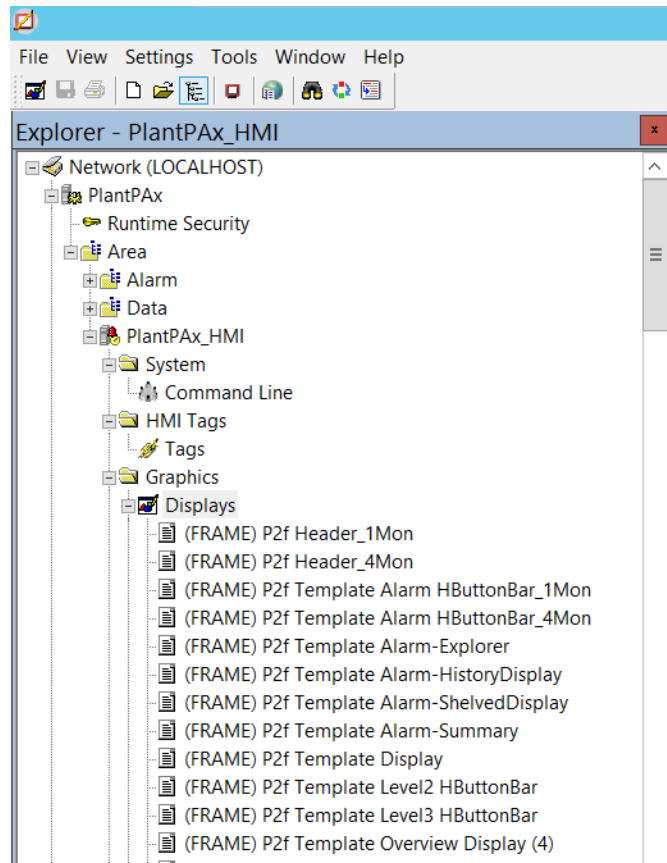 File View Settings Tools Window Help
Explorer - PlantPAx_HMI
x
Network (LOCALHOST)
PlantPAx
Runtime Security
Area
Alarm
Data
PlantPAx_HMI
System
Command Line
HMI Tags
Tags
Graphics
Displays
(FRAME) P2f Header_1Mon
(FRAME) P2f Header_4Mon
(FRAME) P2f Template Alarm HButtonBar_1Mon
(FRAME) P2f Template Alarm HButtonBar_4Mon
(FRAME) P2f Template Alarm-Explorer
(FRAME) P2f Template Alarm-HistoryDisplay
(FRAME) P2f Template Alarm-ShelvedDisplay
(FRAME) P2f Template Alarm-Summary
(FRAME) P2f Template Display
(FRAME) P2f Template Level2 HButtonBar
(FRAME) P2f Template Level3 HButtonBar
(FRAME) P2f Template Overview Display (4)